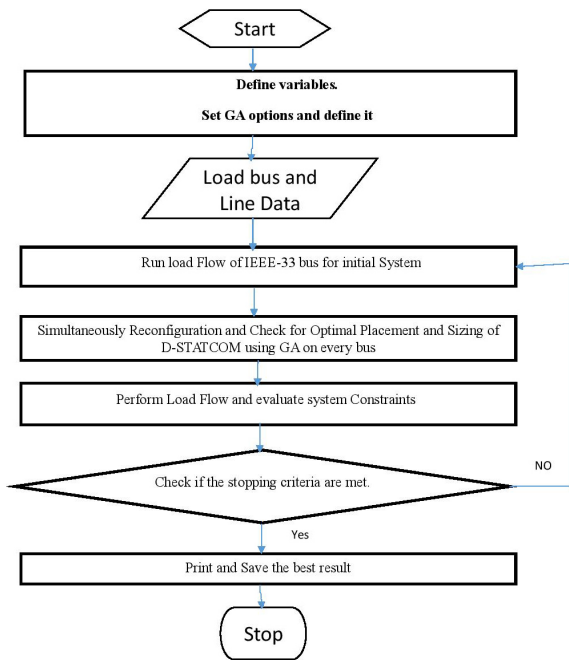 Start
Define variables.
Set GA options and define it
Load bus and
Line Data
Run load Flow of IEEE-33 bus for initial System
Simultaneously Reconfiguration and Check for Optimal Placement and Sizing of
D-STATCOM using GA on every bus
Perform Load Flow and evaluate system Constraints
Check if the stopping criteria are met.
NO
Yes
Print and Save the best result
Stop